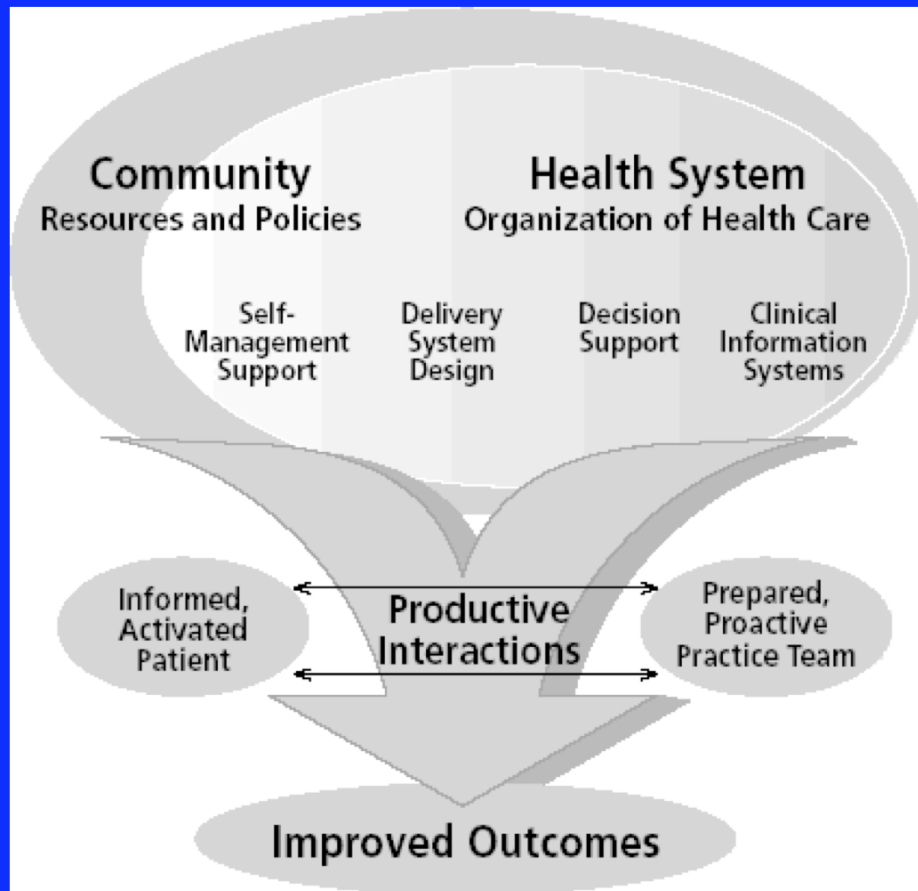 Community
Resources and Policies
Health System
Organization of Health Care
Self-
Management
Support
Delivery
System
Design
Decision
Support
Clinical
Information
Systems
Informed,
Activated
Patient
Productive
Interactions
Prepared,
Proactive
Practice Team
Improved Outcomes